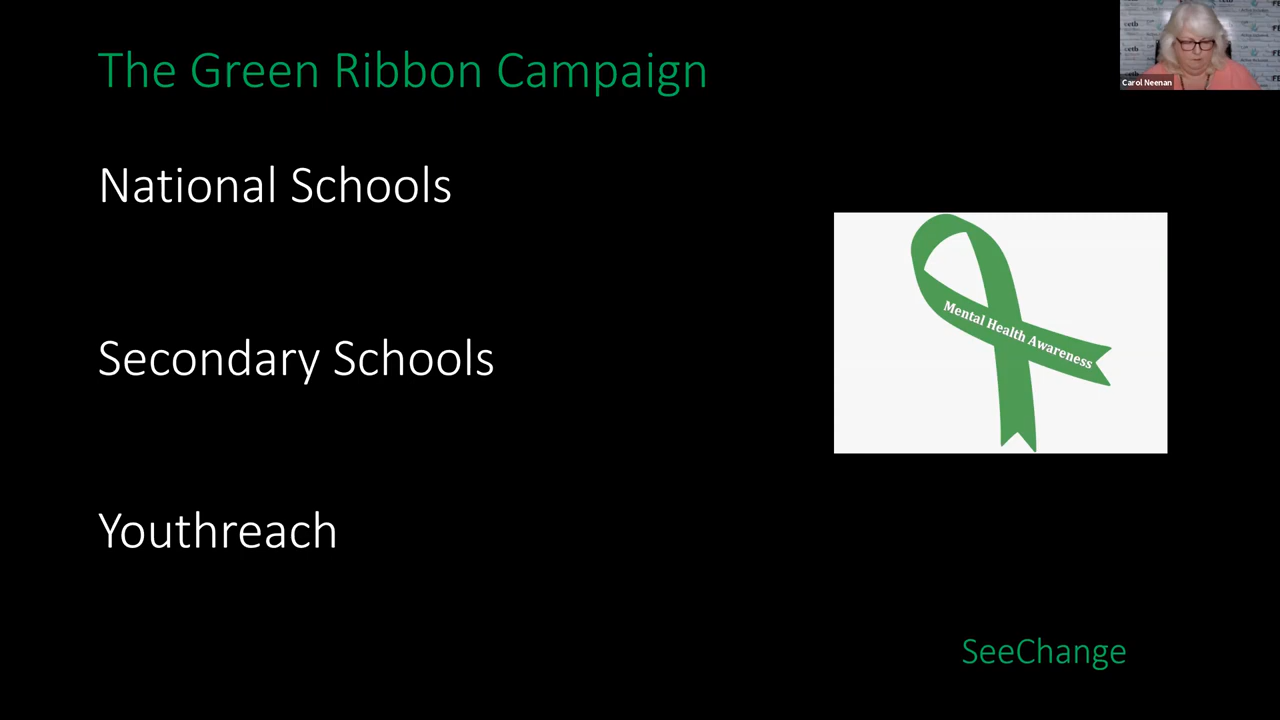 The Green Ribbon Campaign
Carol Neenan
National Schools
Mental Health Awareness
Secondary Schools
Youthreach
SeeChange